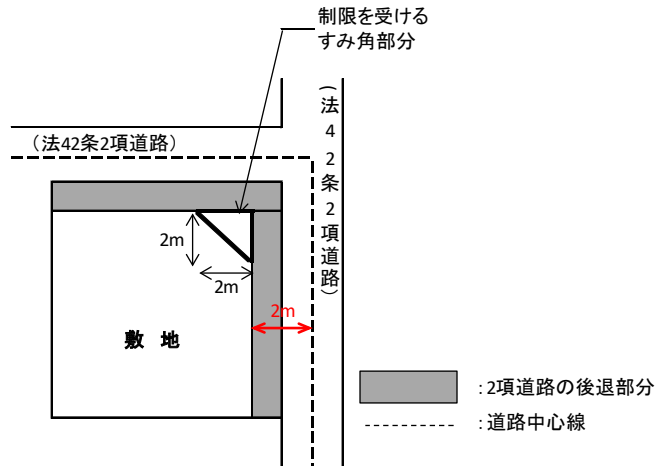 制限を受ける
すみ角部分
（法42条2項道路）
（法42条2項道路）
2m
2m
2m
敷 地
：2項道路の後退部分
：道路中心線